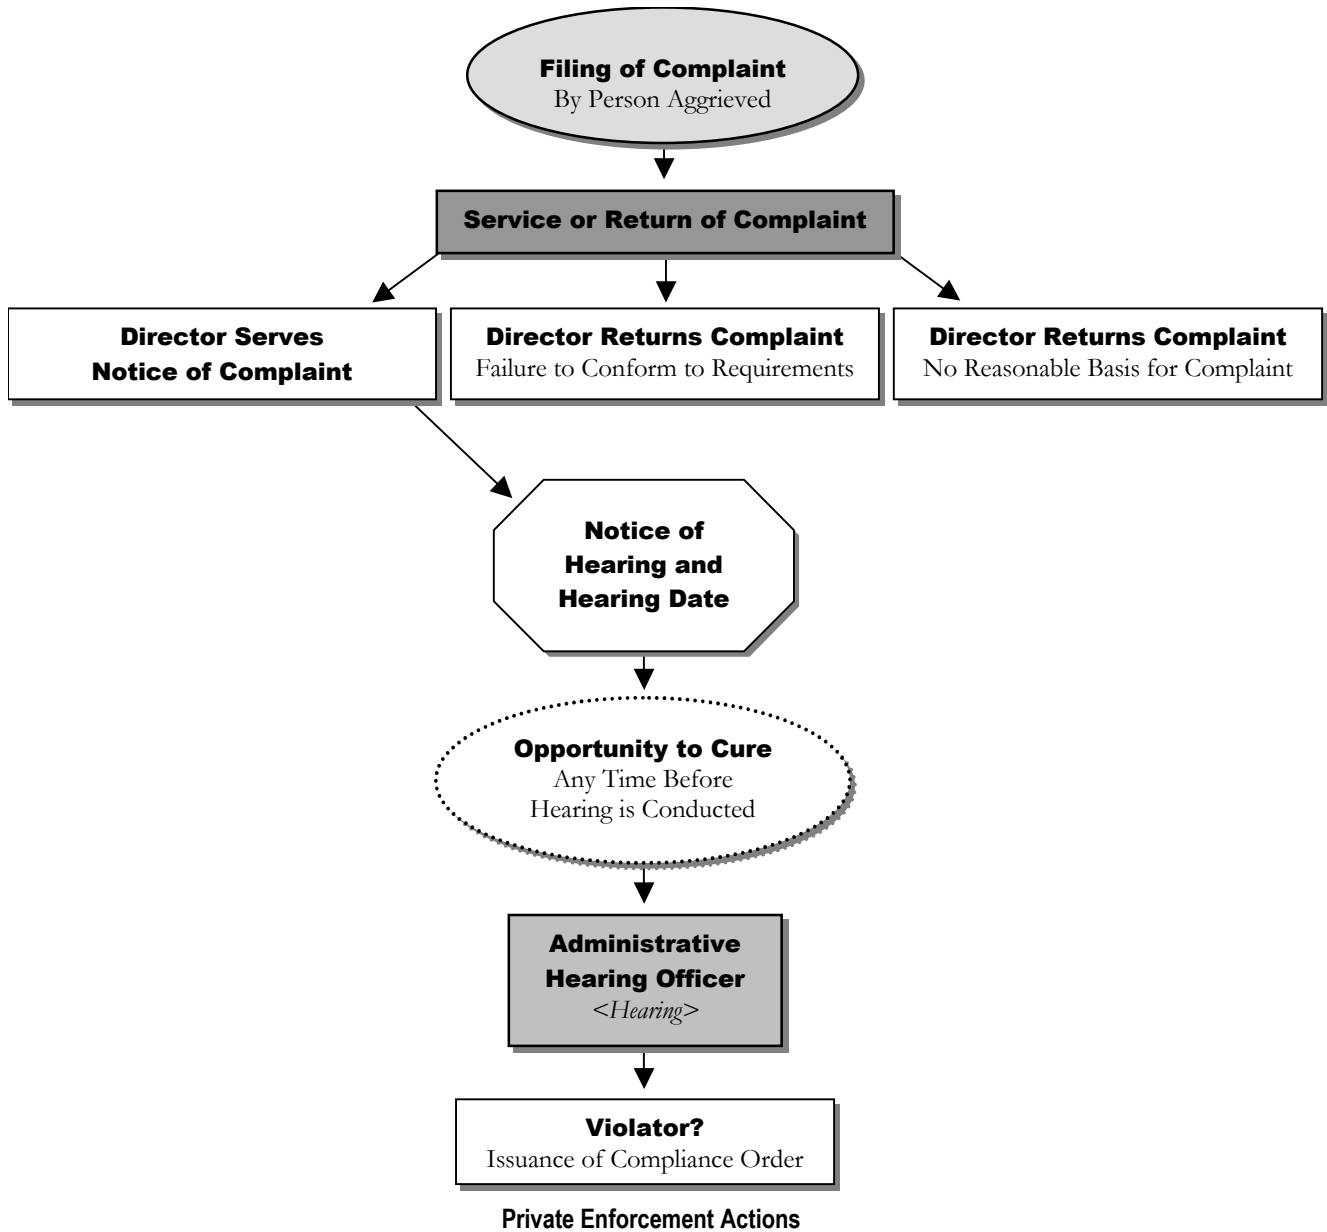 Filing of Complaint
By Person Aggrieved
Service or Return of Complaint
Director Serves
Notice of Complaint
Director Returns Complaint
Failure to Conform to Requirements
Director Returns Complaint
No Reasonable Basis for Complaint
Notice of
Hearing and
Hearing Date
Opportunity to Cure
Any Time Before
Hearing is Conducted
Administrative
Hearing Officer
<Hearing>
Violator?
Issuance of Compliance Order
Private Enforcement Actions